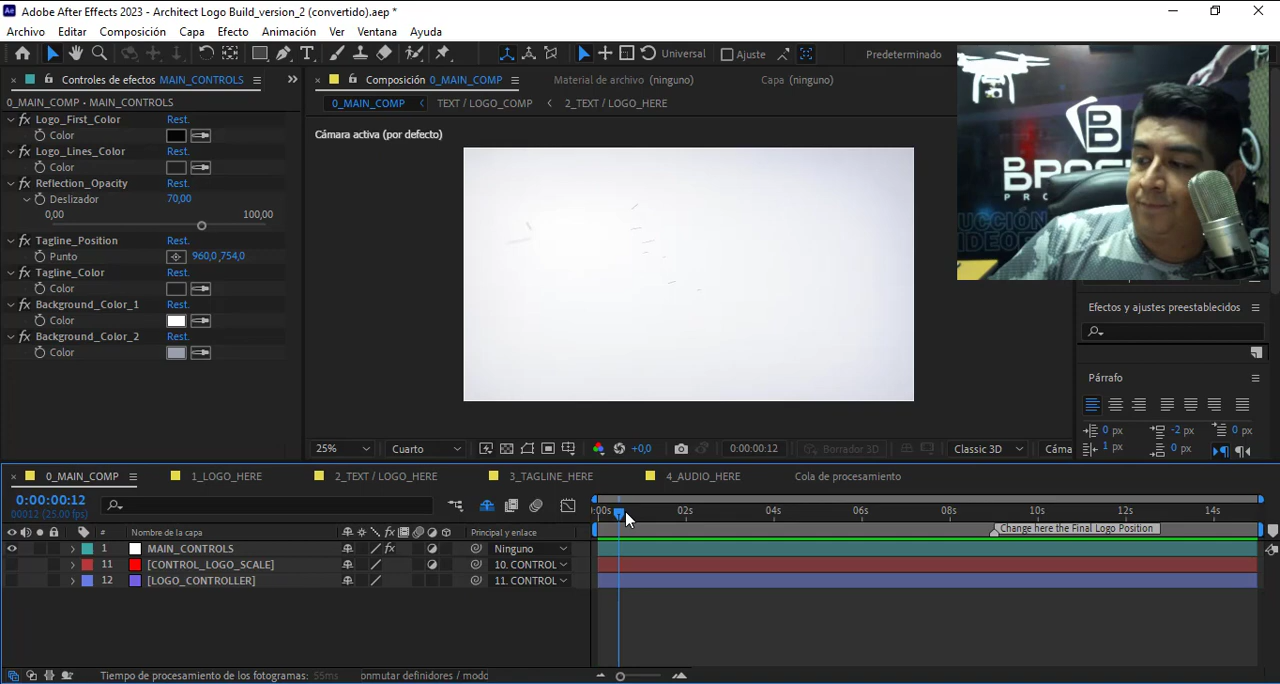 Adobe After Effects 2023 - Architect Logo Build_version_2 (convertido).aep *
Archivo Editar Composición Capa Efecto Animación Ver Ventana Ayuda
Universal Ajuste Predeterminado
Controles de efectos MAIN_CONTROLS
Composición 0_MAIN_COMP Material de archivo (ninguno) Capa (ninguno)
0_MAIN_COMP • MAIN_CONTROLS
0_MAIN_COMP TEXT / LOGO_COMP 2_TEXT / LOGO_HERE
Logo_First_Color Rest.
Color
Cámara activa (por defecto)
Logo_Lines_Color Rest.
Color
Reflection_Opacity Rest.
Deslizador 70,00
0,00 100,00
Tagline_Position Rest.
Punto 960,0 ,754,0
Tagline_Color Rest.
Color
Background_Color_1 Rest.
Color
Background_Color_2 Rest.
Color
Efectos y ajustes preestablecidos
Párrafo
0 px -2 px 0 px
1 px 0 px
25% Cuarto +0,0 0:00:00:12 Borrador 3D Classic 3D Cáma
0_MAIN_COMP 1_LOGO_HERE 2_TEXT / LOGO_HERE 3_TAGLINE_HERE 4_AUDIO_HERE Cola de procesamiento
0:00:00:12
00012 (25.00 fps)
:00s 02s 04s 06s 08s 10s 12s 14s
# Nombre de la capa Principal y enlace
Change here the Final Logo Position
1 MAIN_CONTROLS Ninguno
11 [CONTROL_LOGO_SCALE] 10. CONTROL
12 [LOGO_CONTROLLER] 11. CONTROL
Tiempo de procesamiento de los fotogramas: 55ms onmutar definidores / modo